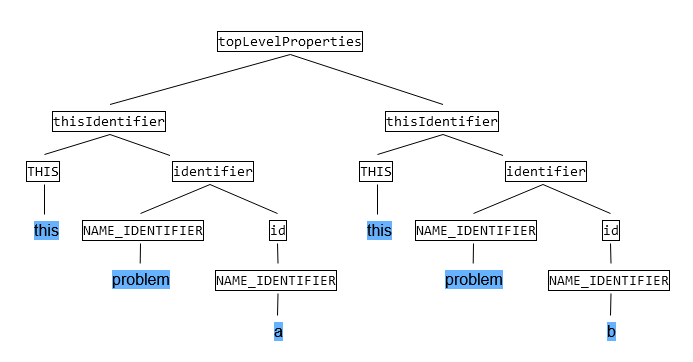 topLevelProperties
thisIdentifier thisIdentifier
THIS identifier THIS identifier
this NAME_IDENTIFIER id this NAME_IDENTIFIER id
problem NAME_IDENTIFIER problem NAME_IDENTIFIER
a b